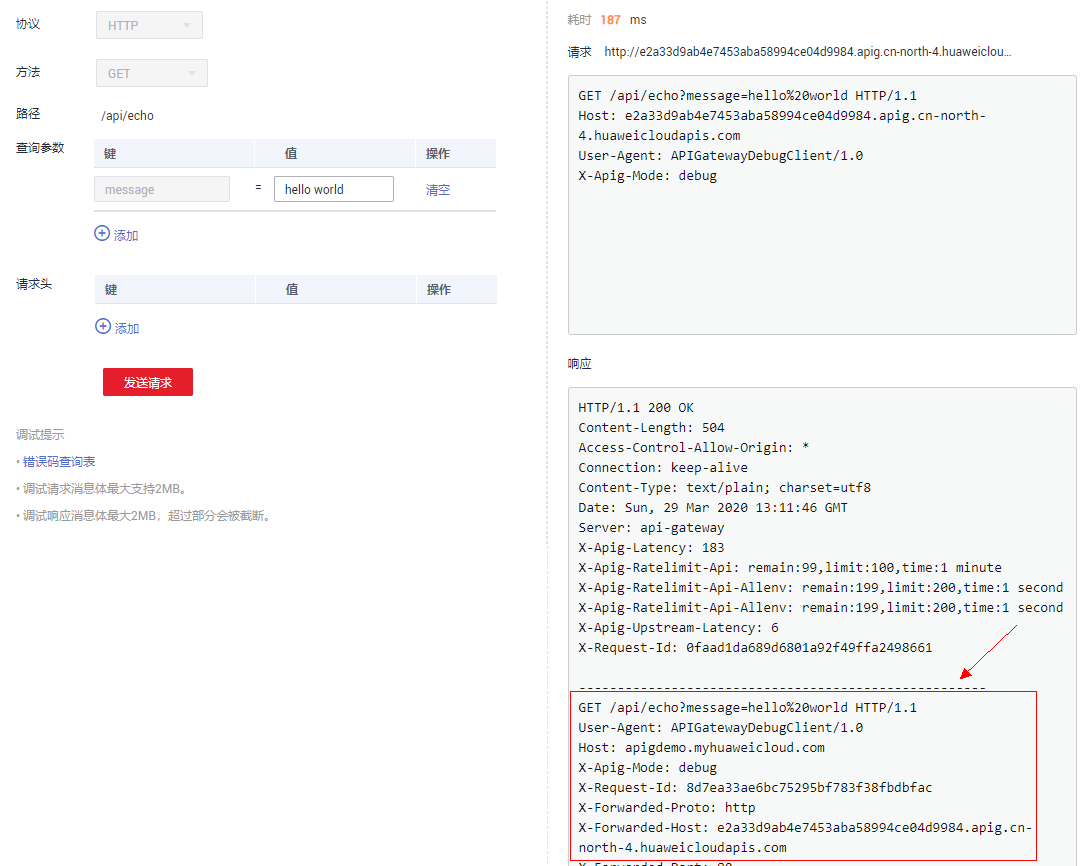 协议 HTTP
方法 GET
路径 /api/echo
查询参数 键 值 操作
message = hello world 清空
添加
请求头 键 值 操作
添加
发送请求
调试提示
· 错误码查询表
· 调试请求消息体最大支持2MB。
· 调试响应消息体最大2MB，超过部分会被截断。
耗时 187 ms
请求 http://e2a33d9ab4e7453aba58994ce04d9984.apig.cn-north-4.huaweiclou...
GET /api/echo?message=hello%20world HTTP/1.1
Host: e2a33d9ab4e7453aba58994ce04d9984.apig.cn-north-
4.huaweicloudapis.com
User-Agent: APIGatewayDebugClient/1.0
X-Apig-Mode: debug
响应
HTTP/1.1 200 OK
Content-Length: 504
Access-Control-Allow-Origin: *
Connection: keep-alive
Content-Type: text/plain; charset=utf8
Date: Sun, 29 Mar 2020 13:11:46 GMT
Server: api-gateway
X-Apig-Latency: 183
X-Apig-Ratelimit-Api: remain:99,limit:100,time:1 minute
X-Apig-Ratelimit-Api-Allenv: remain:199,limit:200,time:1 second
X-Apig-Ratelimit-Api-Allenv: remain:199,limit:200,time:1 second
X-Apig-Upstream-Latency: 6
X-Request-Id: 0faad1da689d6801a92f49ffa2498661
-----------------------------------------------------
GET /api/echo?message=hello%20world HTTP/1.1
User-Agent: APIGatewayDebugClient/1.0
Host: apigdemo.myhuaweicloud.com
X-Apig-Mode: debug
X-Request-Id: 8d7ea33ae6bc75295bf783f38fbdbfac
X-Forwarded-Proto: http
X-Forwarded-Host: e2a33d9ab4e7453aba58994ce04d9984.apig.cn-
north-4.huaweicloudapis.com